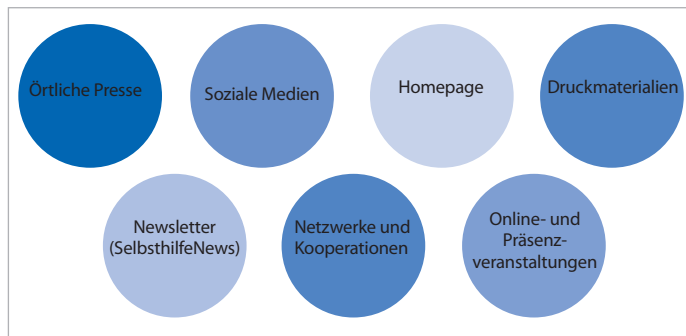 Örtliche Presse
Soziale Medien
Homepage
Druckmaterialien
Newsletter
(SelbsthilfeNews)
Netzwerke und
Kooperationen
Online- und
Präsenz-
veranstaltungen